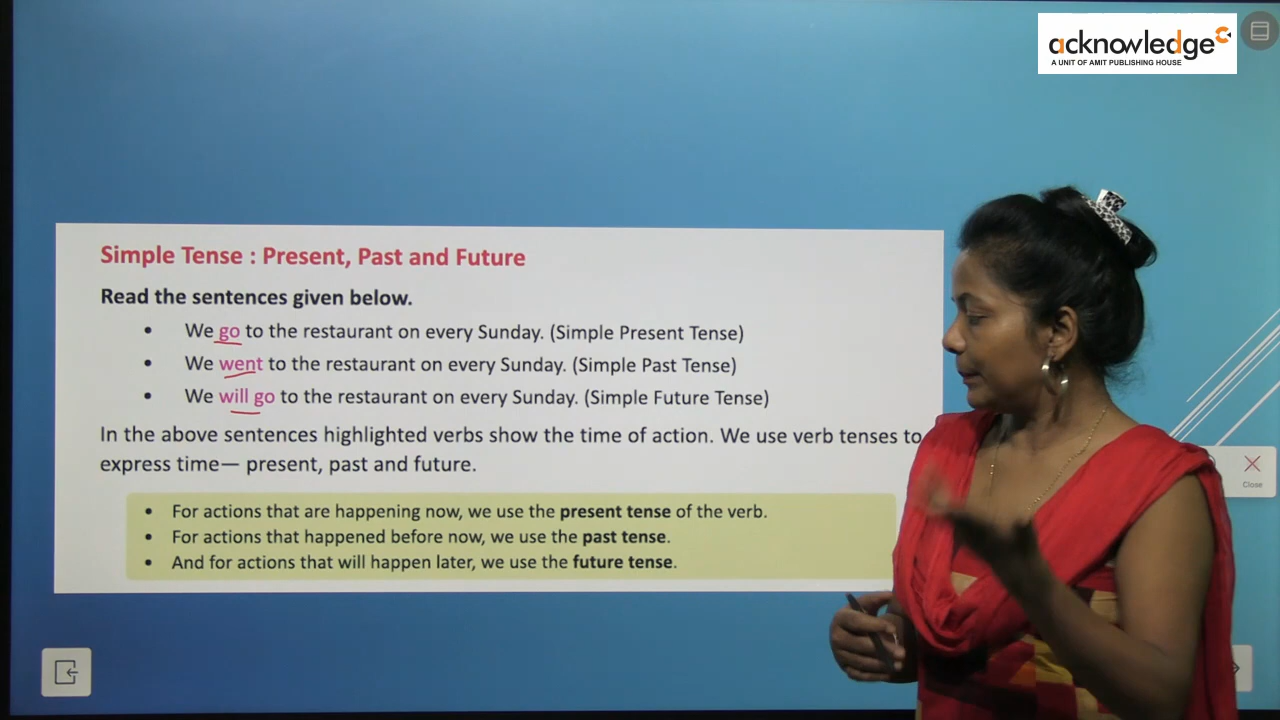 acknowledge
A UNIT OF AMIT PUBLISHING HOUSE
Simple Tense : Present, Past and Future
Read the sentences given below.
• We go to the restaurant on every Sunday. (Simple Present Tense)
• We went to the restaurant on every Sunday. (Simple Past Tense)
• We will go to the restaurant on every Sunday. (Simple Future Tense)
In the above sentences highlighted verbs show the time of action. We use verb tenses to
express time— present, past and future.
• For actions that are happening now, we use the present tense of the verb.
• For actions that happened before now, we use the past tense.
• And for actions that will happen later, we use the future tense.
Close